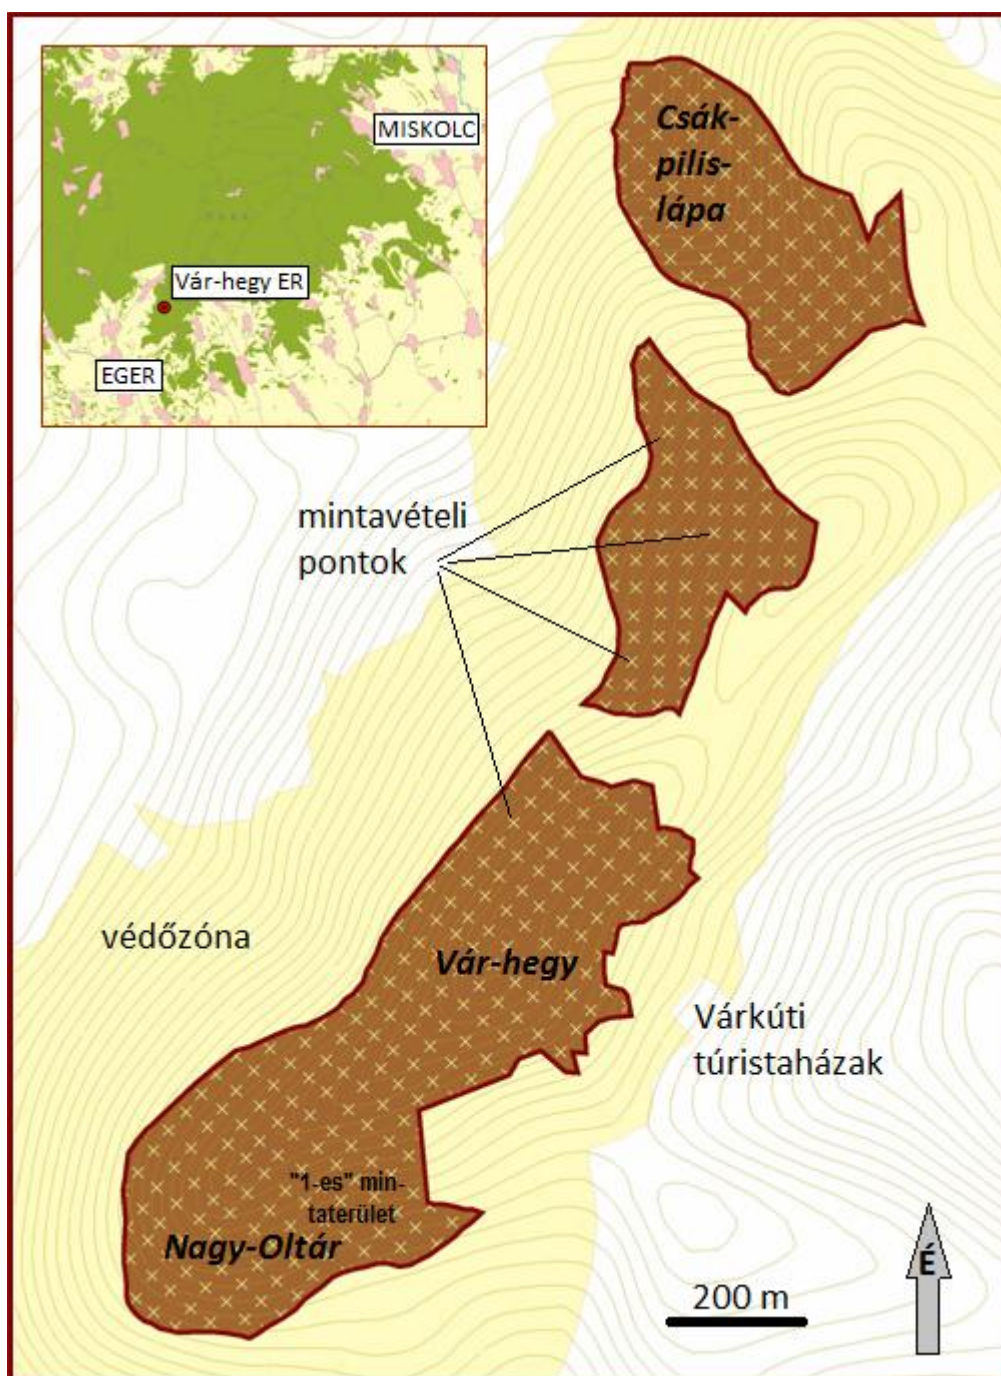 MISKOLC
Vár-hegy ER
EGER
Csák-
pilis-
lápa
mintavételi
pontok
védőzóna
Vár-hegy
Várkúti
túristaházak
"1-es" min-
taterület
Nagy-Oltár
200 m
É